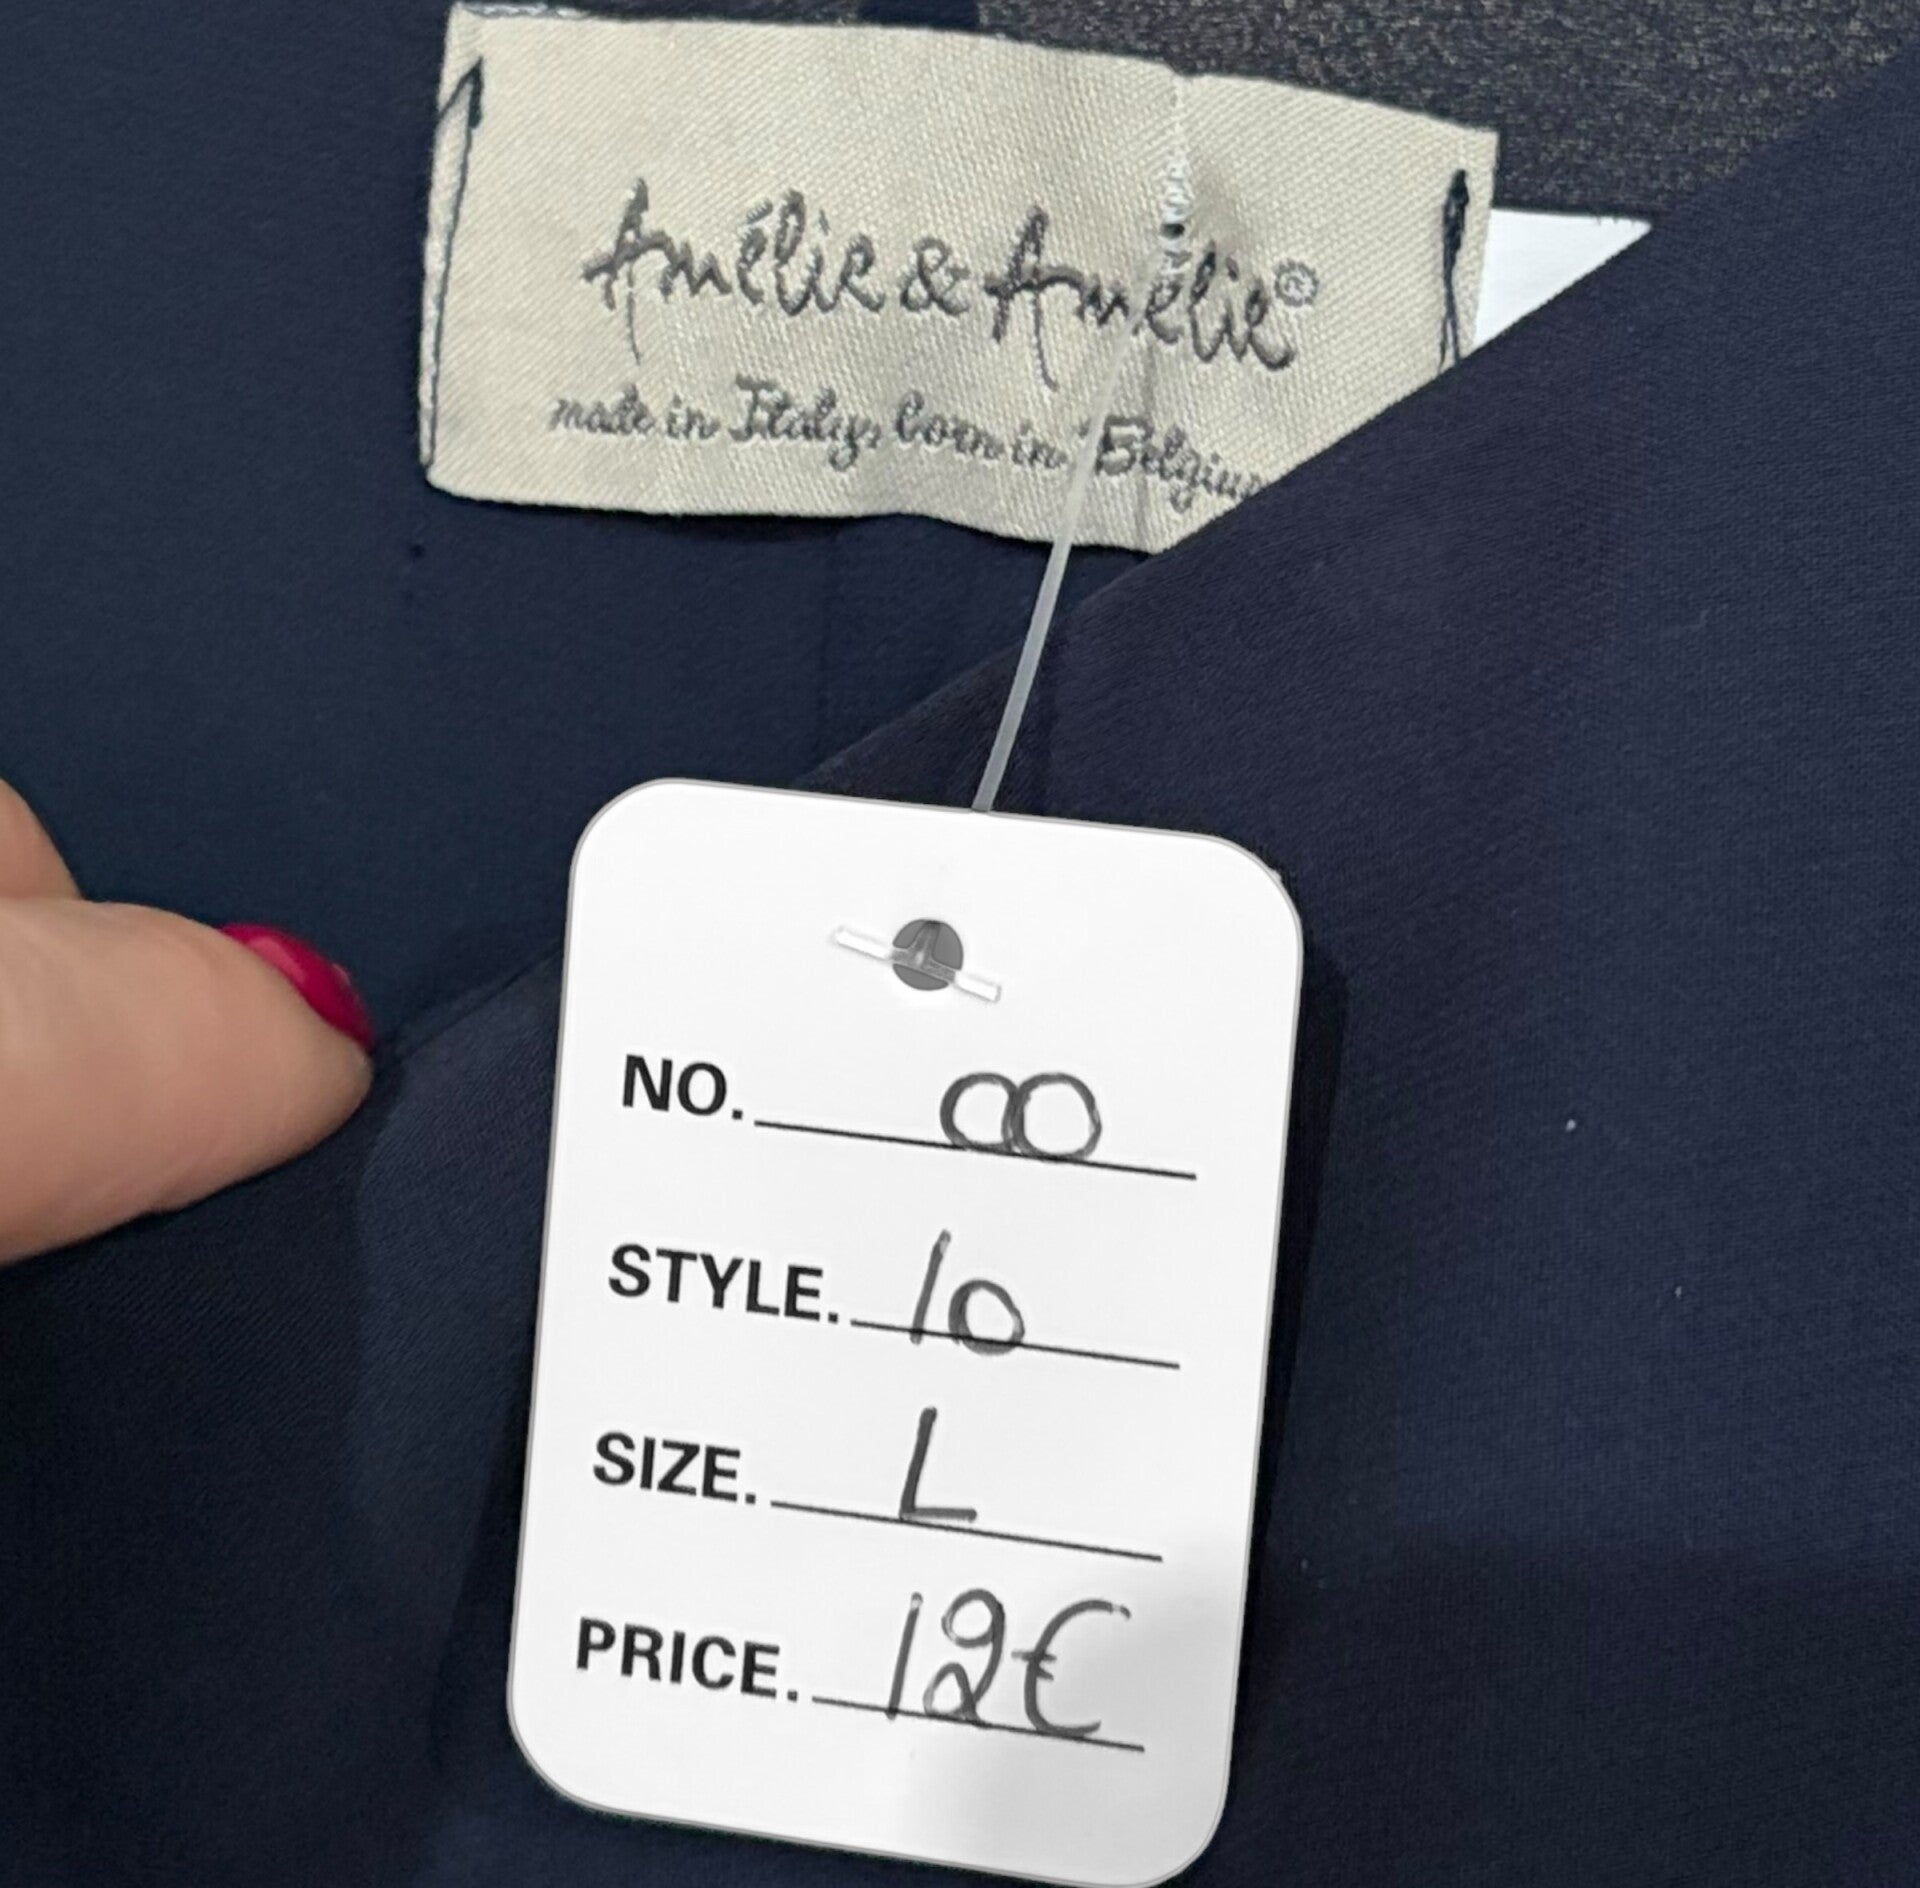 Amélie & Amélie®
made in Italy, born in Belgium
NO. 00
STYLE. 10
SIZE. L
PRICE. 12€